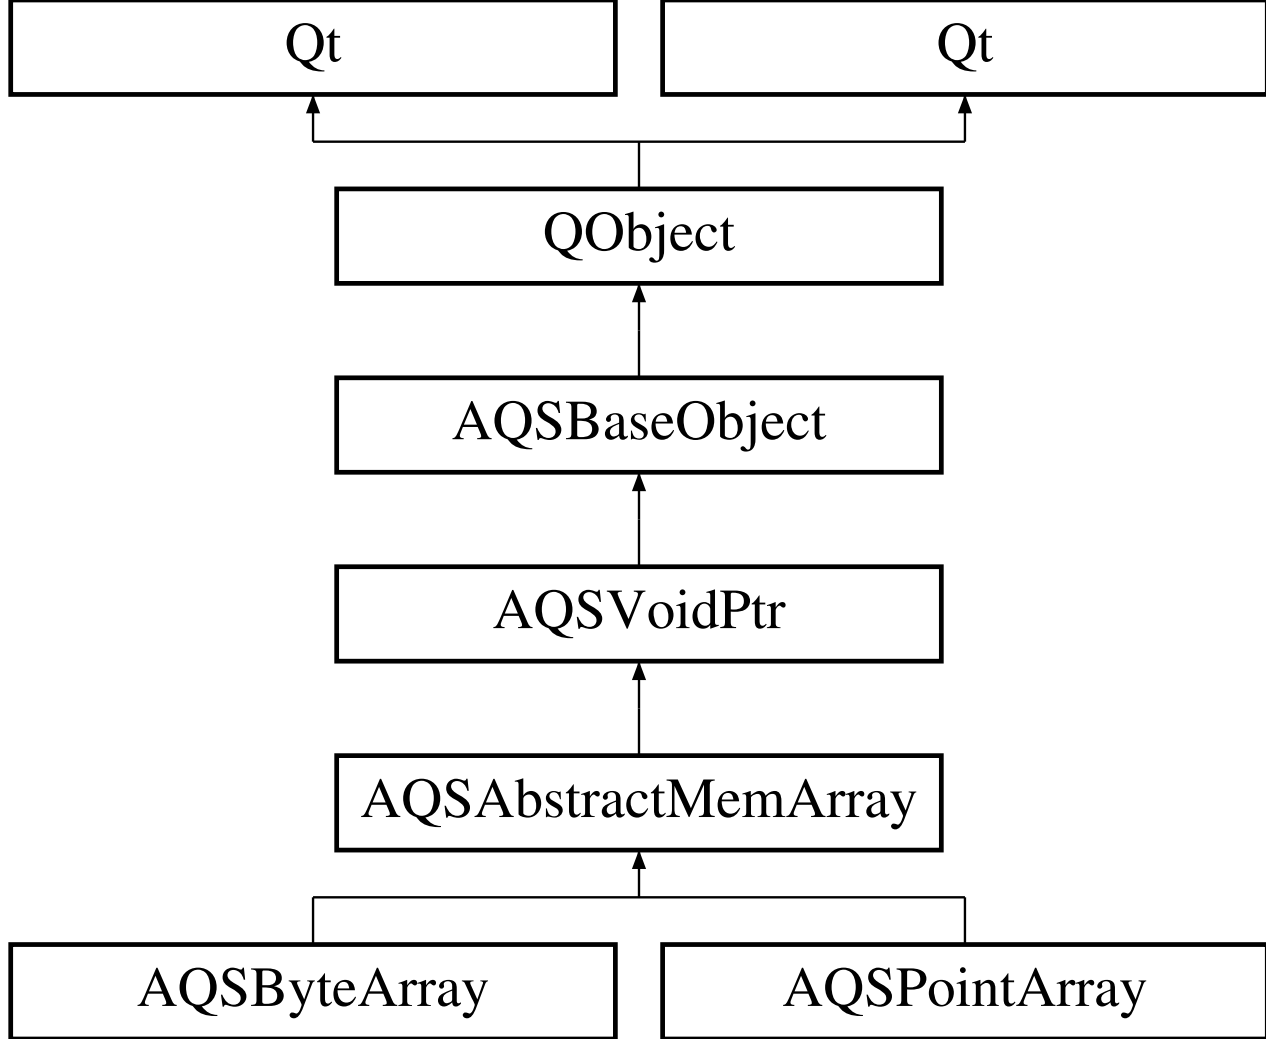 Qt
Qt
QObject
AQSBaseObject
AQSVoidPtr
AQSAbstractMemArray
AQSByteArray
AQSPointArray